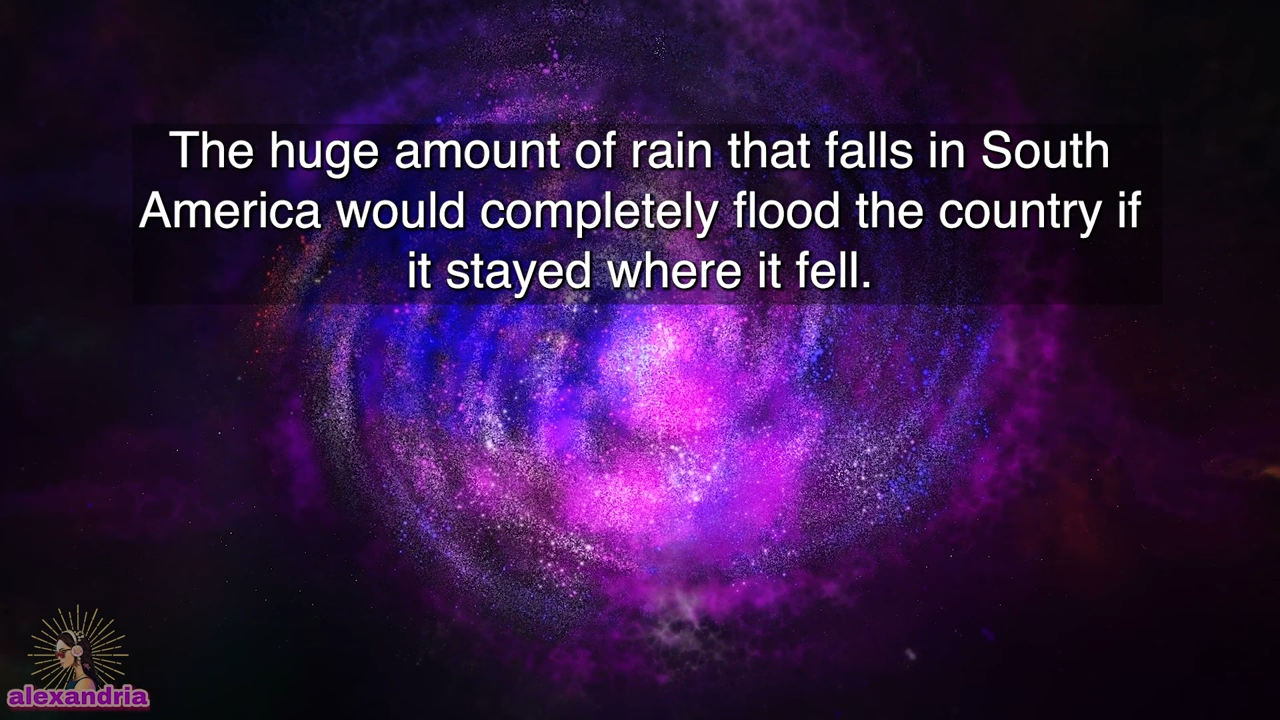 The huge amount of rain that falls in South
America would completely flood the country if
it stayed where it fell.
alexandria